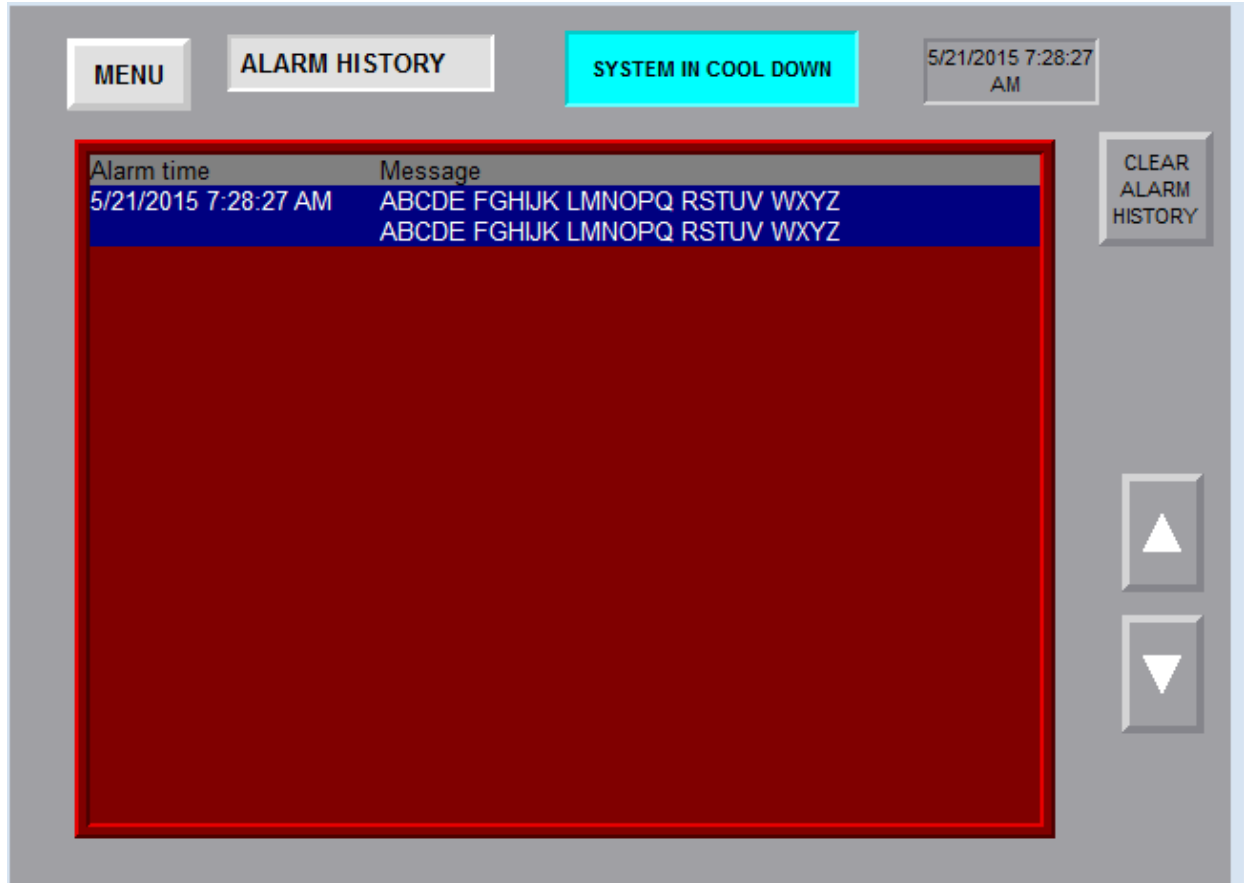 MENU
ALARM HISTORY
SYSTEM IN COOL DOWN
5/21/2015 7:28:27
AM
Alarm time Message
5/21/2015 7:28:27 AM ABCDE FGHIJK LMNOPQ RSTUV WXYZ
ABCDE FGHIJK LMNOPQ RSTUV WXYZ
CLEAR
ALARM
HISTORY